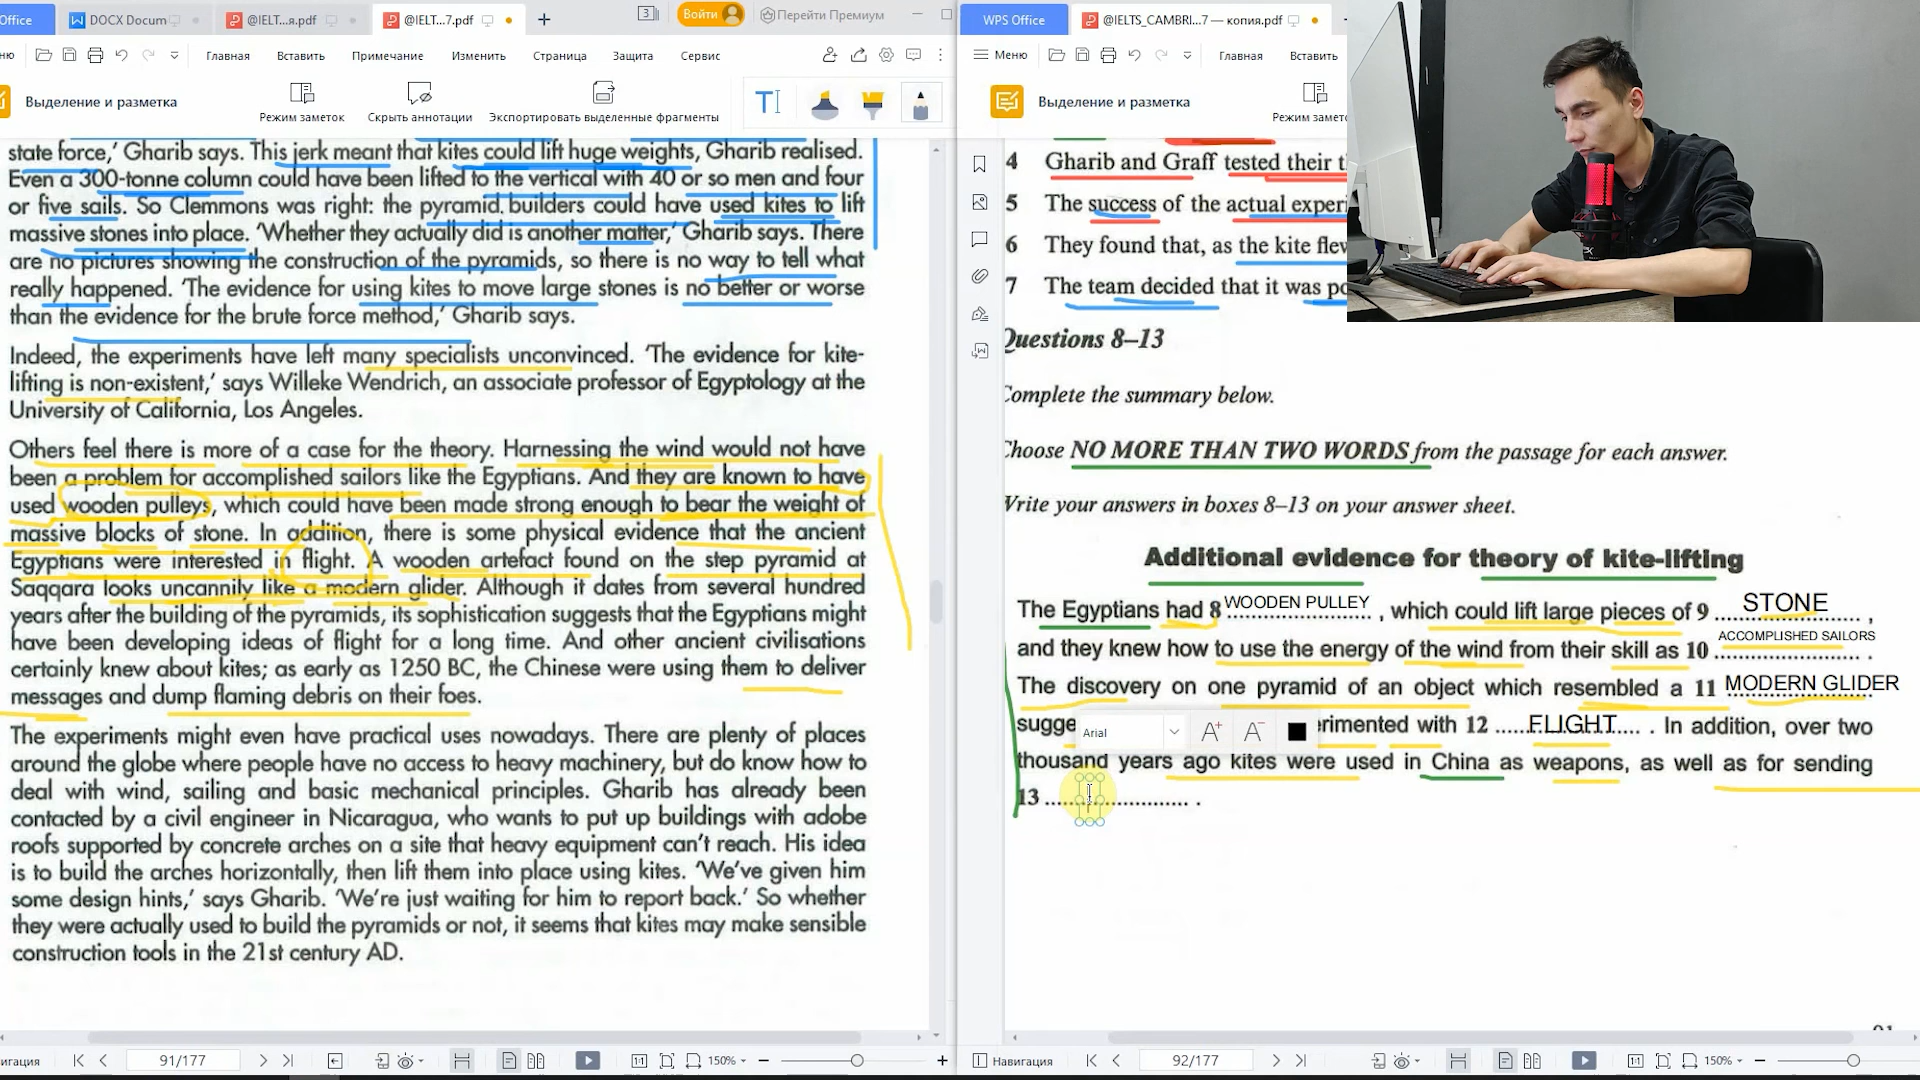 Office
DOCX Docum
@IELT...я.pdf
@IELT...7.pdf
3
Войти
Перейти Премиум
ню
Главная
Вставить
Примечание
Изменить
Страница
Защита
Сервис
Выделение и разметка
Режим заметок
Скрыть аннотации
Экспортировать выделенные фрагменты
state force,’ Gharib says. This jerk meant that kites could lift huge weights, Gharib realised.
Even a 300-tonne column could have been lifted to the vertical with 40 or so men and four
or five sails. So Clemmons was right: the pyramid. builders could have used kites to lift
massive stones into place. ‘Whether they actually did is another matter,’ Gharib says. There
are no pictures showing the construction of the pyramids, so there is no way to tell what
really happened. ‘The evidence for using kites to move large stones is no better or worse
than the evidence for the brute force method,’ Gharib says.
Indeed, the experiments have left many specialists unconvinced. ‘The evidence for kite-
lifting is non-existent,’ says Willeke Wendrich, an associate professor of Egyptology at the
University of California, Los Angeles.
Others feel there is more of a case for the theory. Harnessing the wind would not have
been a problem for accomplished sailors like the Egyptians. And they are known to have
used wooden pulleys, which could have been made strong enough to bear the weight of
massive blocks of stone. In addition, there is some physical evidence that the ancient
Egyptians were interested in flight. A wooden artefact found on the step pyramid at
Saqqara looks uncannily like a modern glider. Although it dates from several hundred
years after the building of the pyramids, its sophistication suggests that the Egyptians might
have been developing ideas of flight for a long time. And other ancient civilisations
certainly knew about kites; as early as 1250 BC, the Chinese were using them to deliver
messages and dump flaming debris on their foes.
The experiments might even have practical uses nowadays. There are plenty of places
around the globe where people have no access to heavy machinery, but do know how to
deal with wind, sailing and basic mechanical principles. Gharib has already been
contacted by a civil engineer in Nicaragua, who wants to put up buildings with adobe
roofs supported by concrete arches on a site that heavy equipment can’t reach. His idea
is to build the arches horizontally, then lift them into place using kites. ‘We’ve given him
some design hints,’ says Gharib. ‘We’re just waiting for him to report back.’ So whether
they were actually used to build the pyramids or not, it seems that kites may make sensible
construction tools in the 21st century AD.
игация
91/177
150%
WPS Office
@IELTS_CAMBRI...7 — копия.pdf
Меню
Главная
Вставить
Выделение и разметка
Режим замето
4 Gharib and Graff tested their t
5 The success of the actual experi
6 They found that, as the kite flew
7 The team decided that it was po
Questions 8–13
Complete the summary below.
Choose NO MORE THAN TWO WORDS from the passage for each answer.
Write your answers in boxes 8–13 on your answer sheet.
Additional evidence for theory of kite-lifting
The Egyptians had 8 WOODEN PULLEY , which could lift large pieces of 9 STONE ,
and they knew how to use the energy of the wind from their skill as 10 ACCOMPLISHED SAILORS .
The discovery on one pyramid of an object which resembled a 11 MODERN GLIDER
sugge Arial erimented with 12 FLIGHT . In addition, over two
thousand years ago kites were used in China as weapons, as well as for sending
13 .............................. .
Навигация
92/177
150%